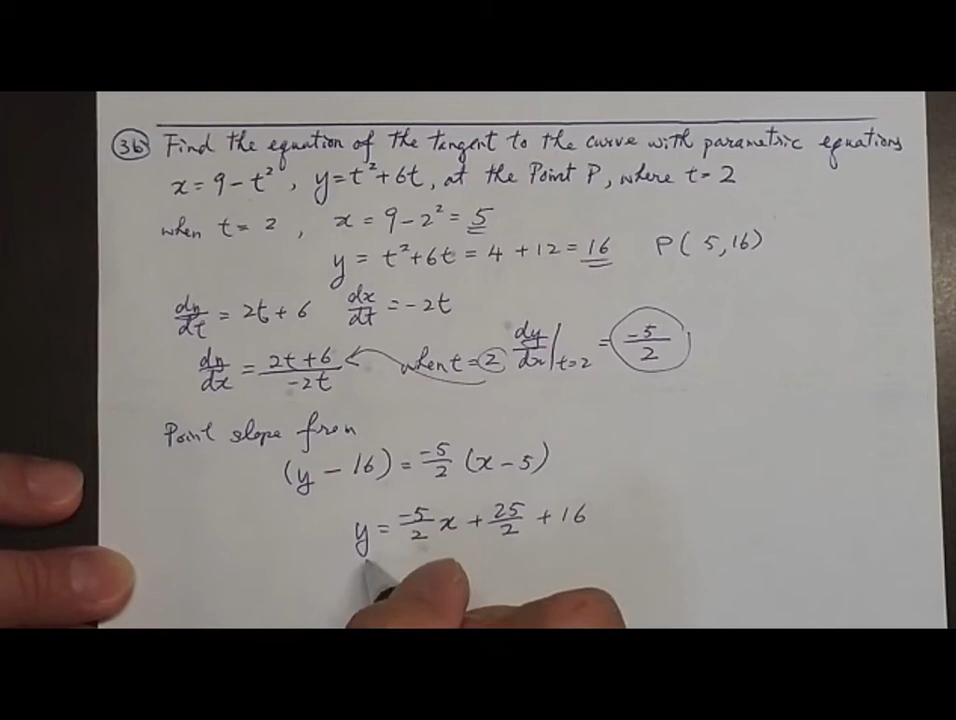 36 Find the equation of the tangent to the curve with parametric equations
x = 9 - t², y = t² + 6t, at the Point P, where t = 2
when t = 2, x = 9 - 2² = 5
y = t² + 6t = 4 + 12 = 16 P(5, 16)
dy/dt = 2t + 6 dx/dt = -2t
dy/dx = (2t + 6)/(-2t) when t = 2 dy/dx|t=2 = -5/2
Point slope from
(y - 16) = -5/2 (x - 5)
y = -5/2 x + 25/2 + 16